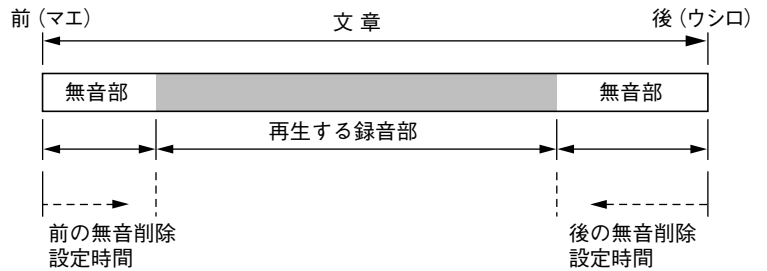 前（マエ）
文 章
後（ウシロ）
無音部
無音部
再生する録音部
前の無音削除
設定時間
後の無音削除
設定時間